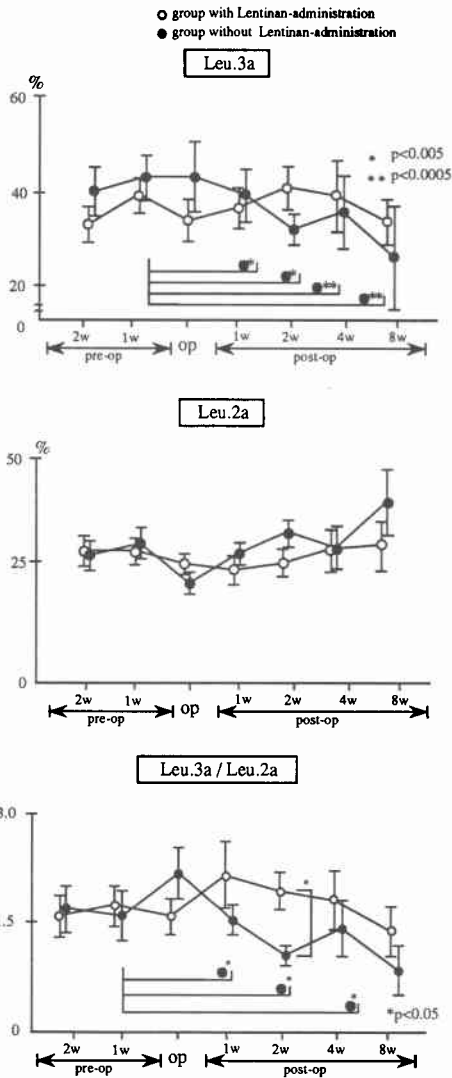 ○ group with Lentinan-administration
● group without Lentinan-administration
Leu.3a
%
60
* p<0.005
** p<0.0005
40
*
*
**
20
**
0
2w 1w op 1w 2w 4w 8w
pre-op post-op
Leu.2a
%
50
25
0
2w 1w op 1w 2w 4w 8w
pre-op post-op
Leu.3a / Leu.2a
3.0
*
1.5
*
*
*
*p<0.05
0
2w 1w op 1w 2w 4w 8w
pre-op post-op